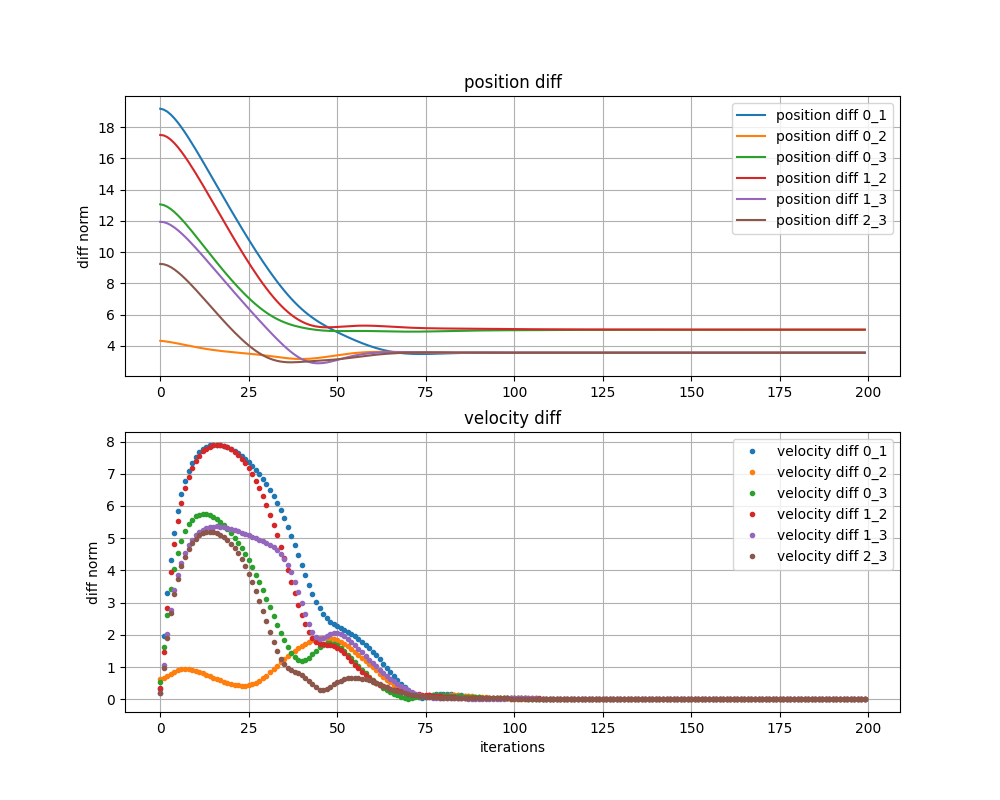 position diff
18
16
14
12
10
8
6
4
diff norm
position diff 0_1
position diff 0_2
position diff 0_3
position diff 1_2
position diff 1_3
position diff 2_3
0 25 50 75 100 125 150 175 200
velocity diff
8
7
6
5
4
3
2
1
0
diff norm
velocity diff 0_1
velocity diff 0_2
velocity diff 0_3
velocity diff 1_2
velocity diff 1_3
velocity diff 2_3
0 25 50 75 100 125 150 175 200
iterations